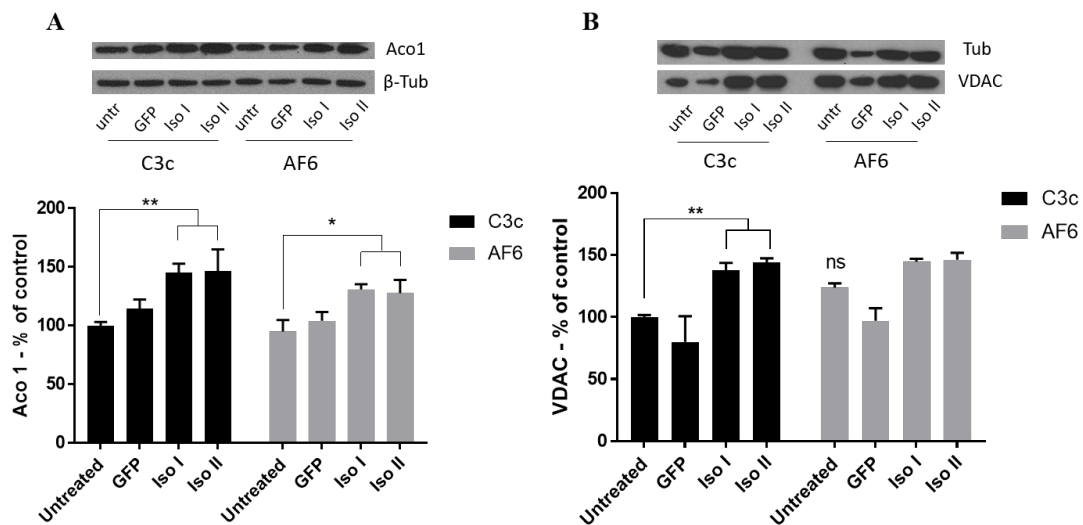 A
Aco1
β-Tub
untr GFP Iso I Iso II untr GFP Iso I Iso II
C3c AF6
Aco 1 - % of control
200
150
100
50
0
** *
C3c
AF6
Untreated GFP Iso I Iso II Untreated GFP Iso I Iso II
B
Tub
VDAC
untr GFP Iso I Iso II untr GFP Iso I Iso II
C3c AF6
VDAC - % of control
200
150
100
50
0
**
ns
C3c
AF6
Untreated GFP Iso I Iso II Untreated GFP Iso I Iso II